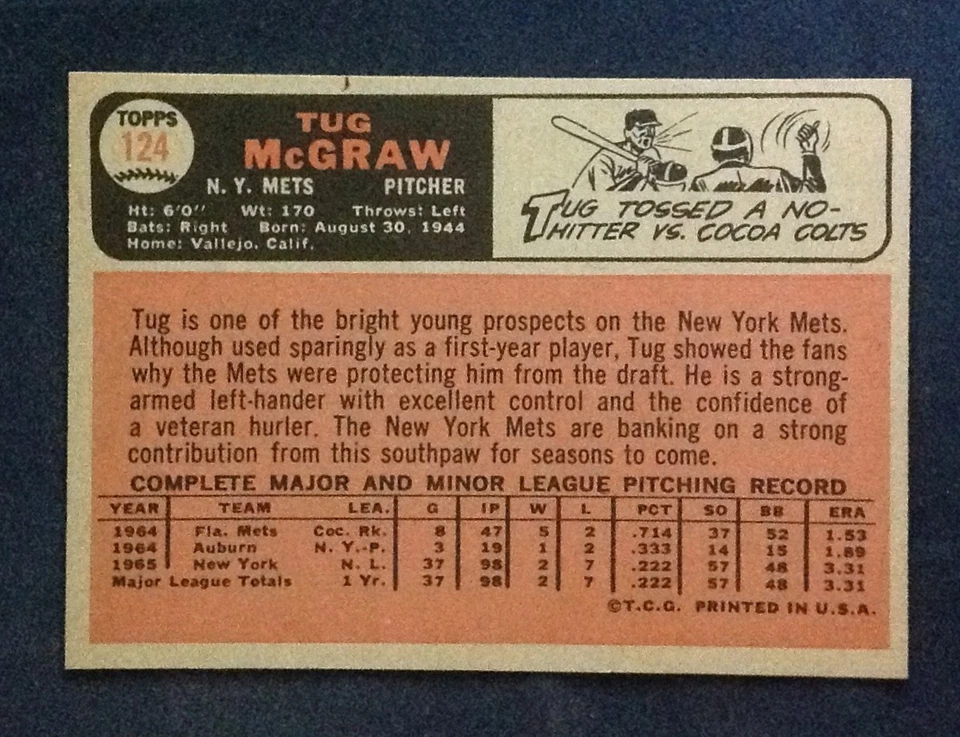 TOPPS
124
TUG
McGRAW
N. Y. METS PITCHER
Ht: 6'0'' Wt: 170 Throws: Left
Bats: Right Born: August 30, 1944
Home: Vallejo, Calif.
TUG TOSSED A NO-
HITTER VS. COCOA COLTS
Tug is one of the bright young prospects on the New York Mets.
Although used sparingly as a first-year player, Tug showed the fans
why the Mets were protecting him from the draft. He is a strong-
armed left-hander with excellent control and the confidence of
a veteran hurler. The New York Mets are banking on a strong
contribution from this southpaw for seasons to come.
COMPLETE MAJOR AND MINOR LEAGUE PITCHING RECORD
YEAR TEAM LEA. G IP W L PCT SO BB ERA
1964 Fla. Mets Coc. Rk. 8 47 5 2 .714 37 52 1.53
1964 Auburn N. Y.-P. 3 19 1 2 .333 14 15 1.89
1965 New York N. L. 37 98 2 7 .222 57 48 3.31
Major League Totals 1 Yr. 37 98 2 7 .222 57 48 3.31
©T.C.G. PRINTED IN U.S.A.